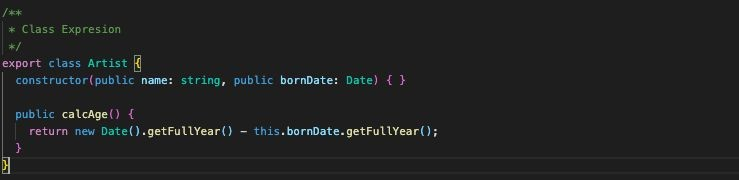 /**
 * Class Expresion
 */
export class Artist {
  constructor(public name: string, public bornDate: Date) { }

  public calcAge() {
    return new Date().getFullYear() - this.bornDate.getFullYear();
  }
}